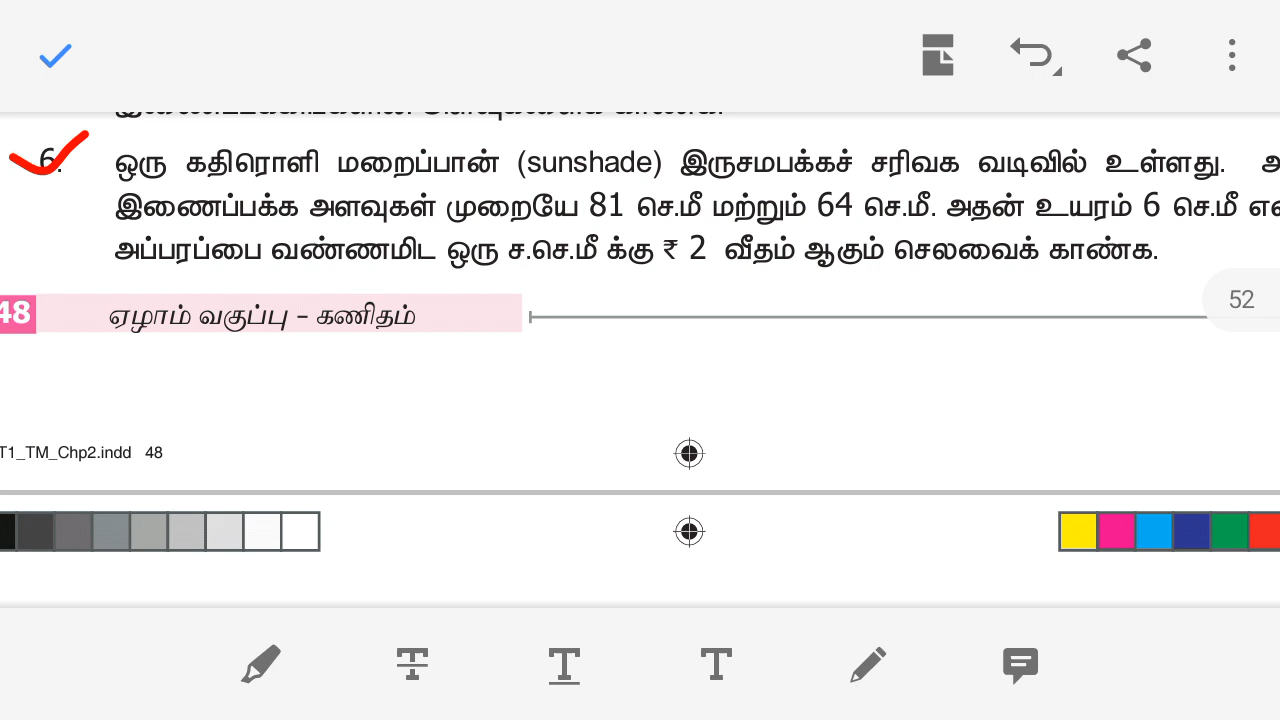 6.
ஒரு கதிரொளி மறைப்பான் (sunshade) இருசமபக்கச் சரிவக வடிவில் உள்ளது.
இணைப்பக்க அளவுகள் முறையே 81 செ.மீ மற்றும் 64 செ.மீ. அதன் உயரம் 6 செ.மீ
அப்பரப்பை வண்ணமிட ஒரு ச.செ.மீ க்கு ₹ 2 வீதம் ஆகும் செலவைக் காண்க.
48 ஏழாம் வகுப்பு – கணிதம்
52
T1_TM_Chp2.indd 48